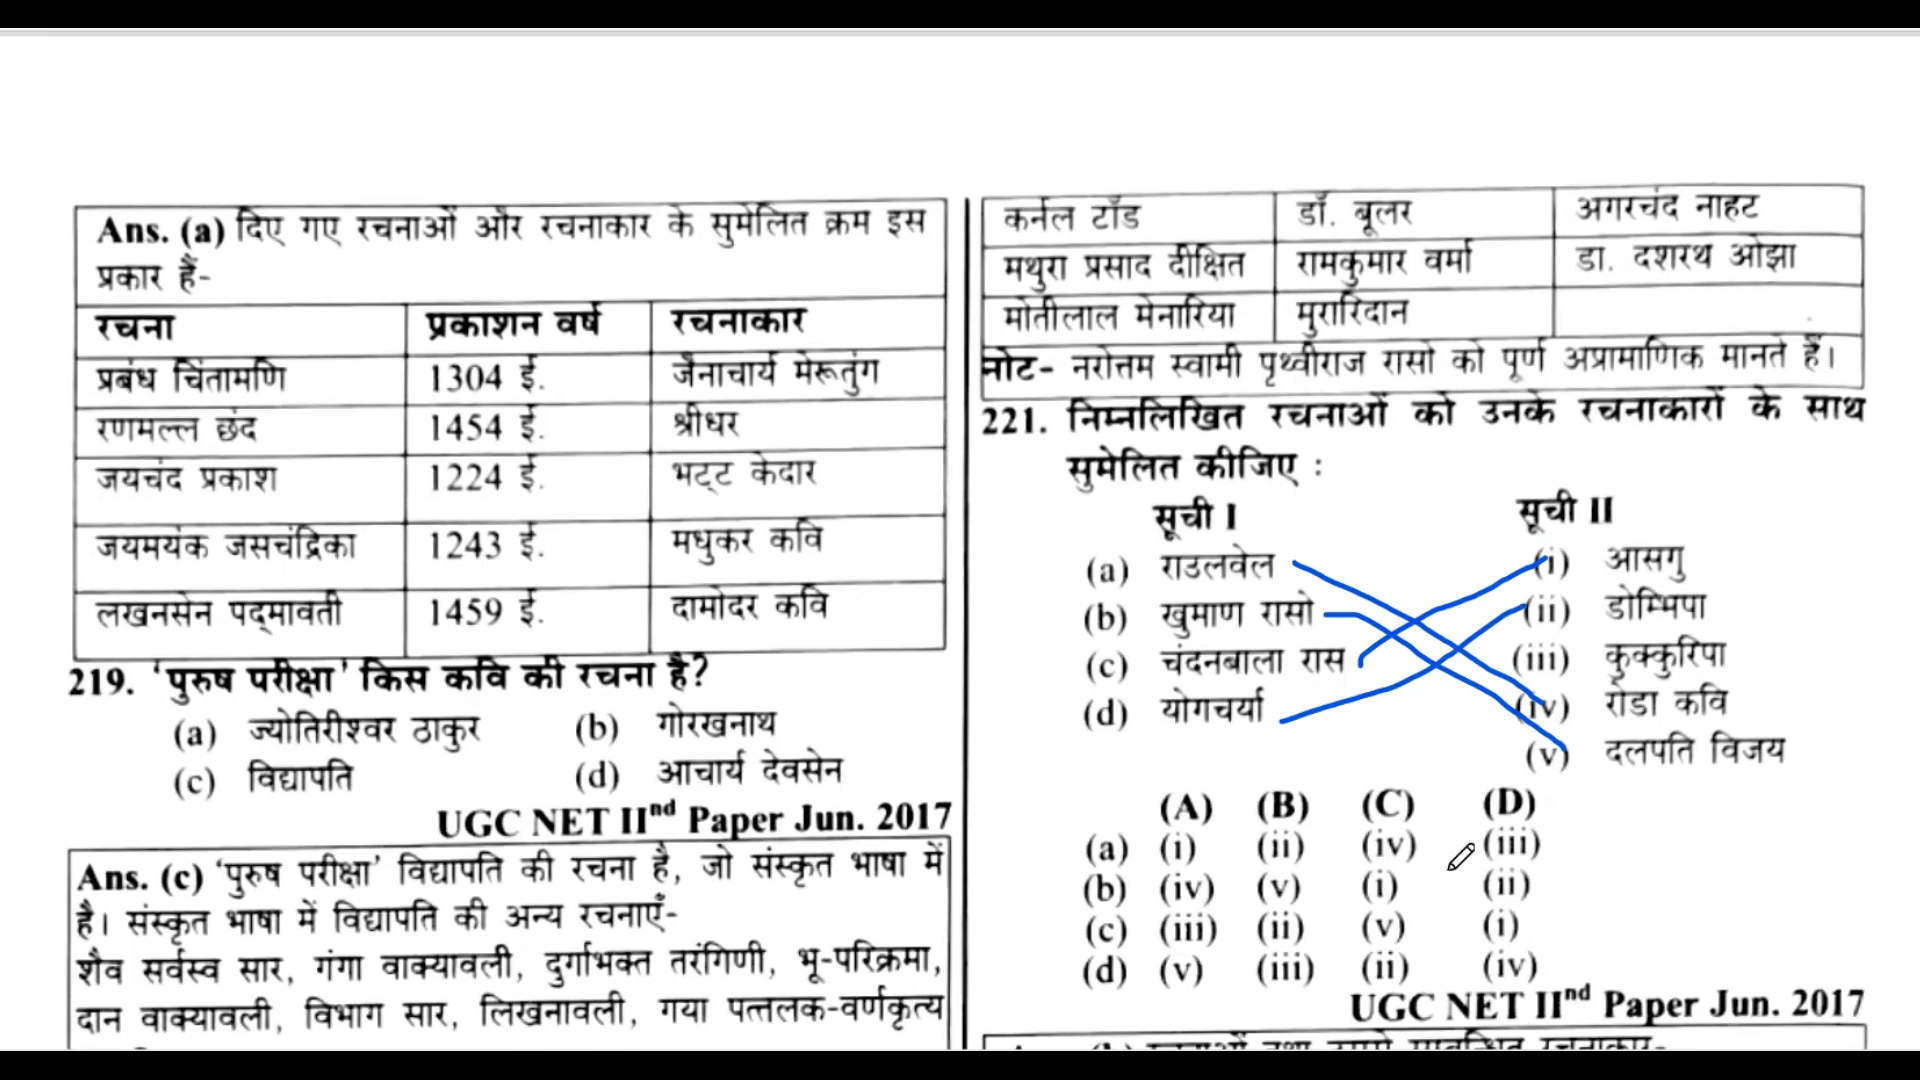 Ans. (a) दिए गए रचनाओं और रचनाकार के सुमेलित क्रम इस
प्रकार हैं-
रचना प्रकाशन वर्ष रचनाकार
प्रबंध चिंतामणि 1304 ई. जैनाचार्य मेरूतुंग
रणमल्ल छंद 1454 ई. श्रीधर
जयचंद प्रकाश 1224 ई. भट्ट केदार
जयमयंक जसचंद्रिका 1243 ई. मधुकर कवि
लखनसेन पद्मावती 1459 ई. दामोदर कवि
219. 'पुरुष परीक्षा' किस कवि की रचना है?
(a) ज्योतिरीश्वर ठाकुर (b) गोरखनाथ
(c) विद्यापति (d) आचार्य देवसेन
UGC NET IInd Paper Jun. 2017
Ans. (c) 'पुरुष परीक्षा' विद्यापति की रचना है, जो संस्कृत भाषा में
है। संस्कृत भाषा में विद्यापति की अन्य रचनाएँ-
शैव सर्वस्व सार, गंगा वाक्यावली, दुर्गाभक्त तरंगिणी, भू-परिक्रमा,
दान वाक्यावली, विभाग सार, लिखनावली, गया पत्तलक-वर्णकृत्य
कर्नल टॉड डॉ. बूलर अगरचंद नाहट
मथुरा प्रसाद दीक्षित रामकुमार वर्मा डा. दशरथ ओझा
मोतीलाल मेनारिया मुरारिदान
नोट- नरोत्तम स्वामी पृथ्वीराज रासो को पूर्ण अप्रामाणिक मानते हैं।
221. निम्नलिखित रचनाओं को उनके रचनाकारों के साथ
सुमेलित कीजिए :
सूची I सूची II
(a) राउलवेल (i) आसगु
(b) खुमाण रासो (ii) डोम्भिपा
(c) चंदनबाला रास (iii) कुक्कुरिपा
(d) योगचर्या (iv) रोडा कवि
(v) दलपति विजय
(A) (B) (C) (D)
(a) (i) (ii) (iv) (iii)
(b) (iv) (v) (i) (ii)
(c) (iii) (ii) (v) (i)
(d) (v) (iii) (ii) (iv)
UGC NET IInd Paper Jun. 2017